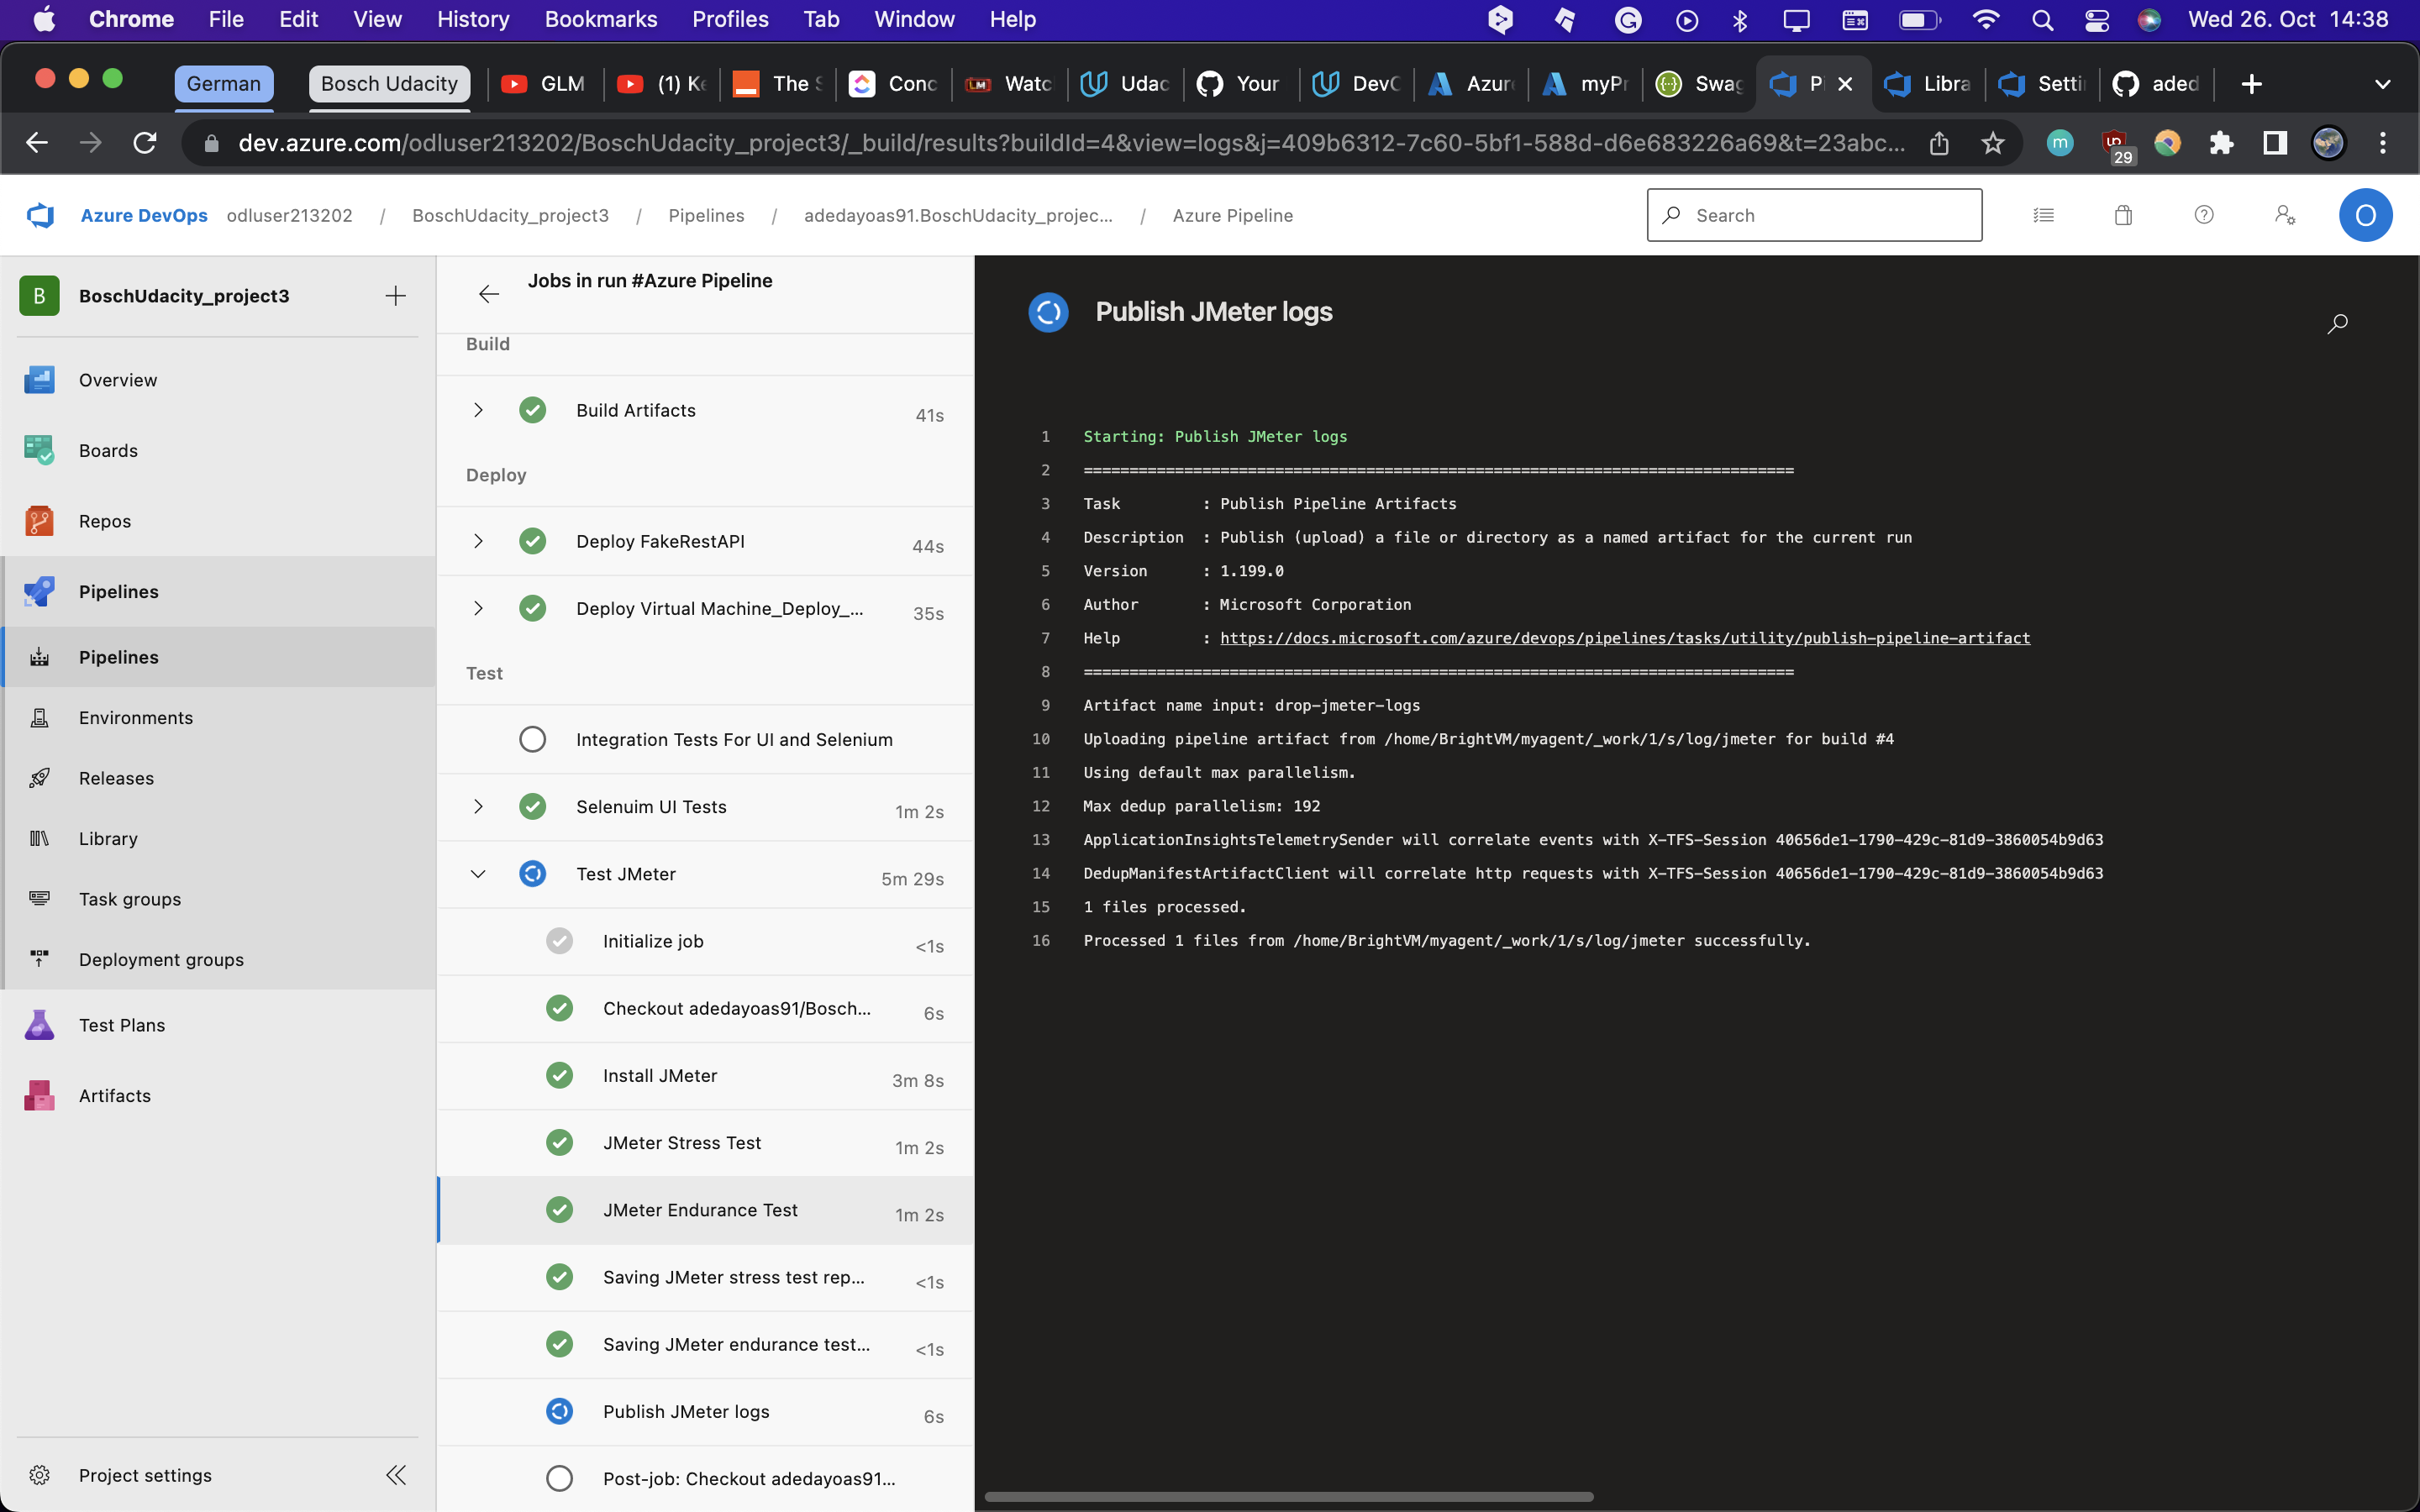 Chrome File Edit View History Bookmarks Profiles Tab Window Help Wed 26. Oct 14:38
German Bosch Udacity GLM (1) Ke The S Conc Watc Udac Your DevC Azur myPr Swag Pi Libra Setti aded
dev.azure.com/odluser213202/BoschUdacity_project3/_build/results?buildId=4&view=logs&j=409b6312-7c60-5bf1-588d-d6e683226a69&t=23abc... m 29
Azure DevOps odluser213202 / BoschUdacity_project3 / Pipelines / adedayoas91.BoschUdacity_projec... / Azure Pipeline Search O
B BoschUdacity_project3
Overview
Boards
Repos
Pipelines
Pipelines
Environments
Releases
Library
Task groups
Deployment groups
Test Plans
Artifacts
Project settings
Jobs in run #Azure Pipeline
Build
Build Artifacts 41s
Deploy
Deploy FakeRestAPI 44s
Deploy Virtual Machine_Deploy_... 35s
Test
Integration Tests For UI and Selenium
Selenuim UI Tests 1m 2s
Test JMeter 5m 29s
Initialize job <1s
Checkout adedayoas91/Bosch... 6s
Install JMeter 3m 8s
JMeter Stress Test 1m 2s
JMeter Endurance Test 1m 2s
Saving JMeter stress test rep... <1s
Saving JMeter endurance test... <1s
Publish JMeter logs 6s
Post-job: Checkout adedayoas91...
Publish JMeter logs
1 Starting: Publish JMeter logs
2 ==============================================================================
3 Task : Publish Pipeline Artifacts
4 Description : Publish (upload) a file or directory as a named artifact for the current run
5 Version : 1.199.0
6 Author : Microsoft Corporation
7 Help : https://docs.microsoft.com/azure/devops/pipelines/tasks/utility/publish-pipeline-artifact
8 ==============================================================================
9 Artifact name input: drop-jmeter-logs
10 Uploading pipeline artifact from /home/BrightVM/myagent/_work/1/s/log/jmeter for build #4
11 Using default max parallelism.
12 Max dedup parallelism: 192
13 ApplicationInsightsTelemetrySender will correlate events with X-TFS-Session 40656de1-1790-429c-81d9-3860054b9d63
14 DedupManifestArtifactClient will correlate http requests with X-TFS-Session 40656de1-1790-429c-81d9-3860054b9d63
15 1 files processed.
16 Processed 1 files from /home/BrightVM/myagent/_work/1/s/log/jmeter successfully.